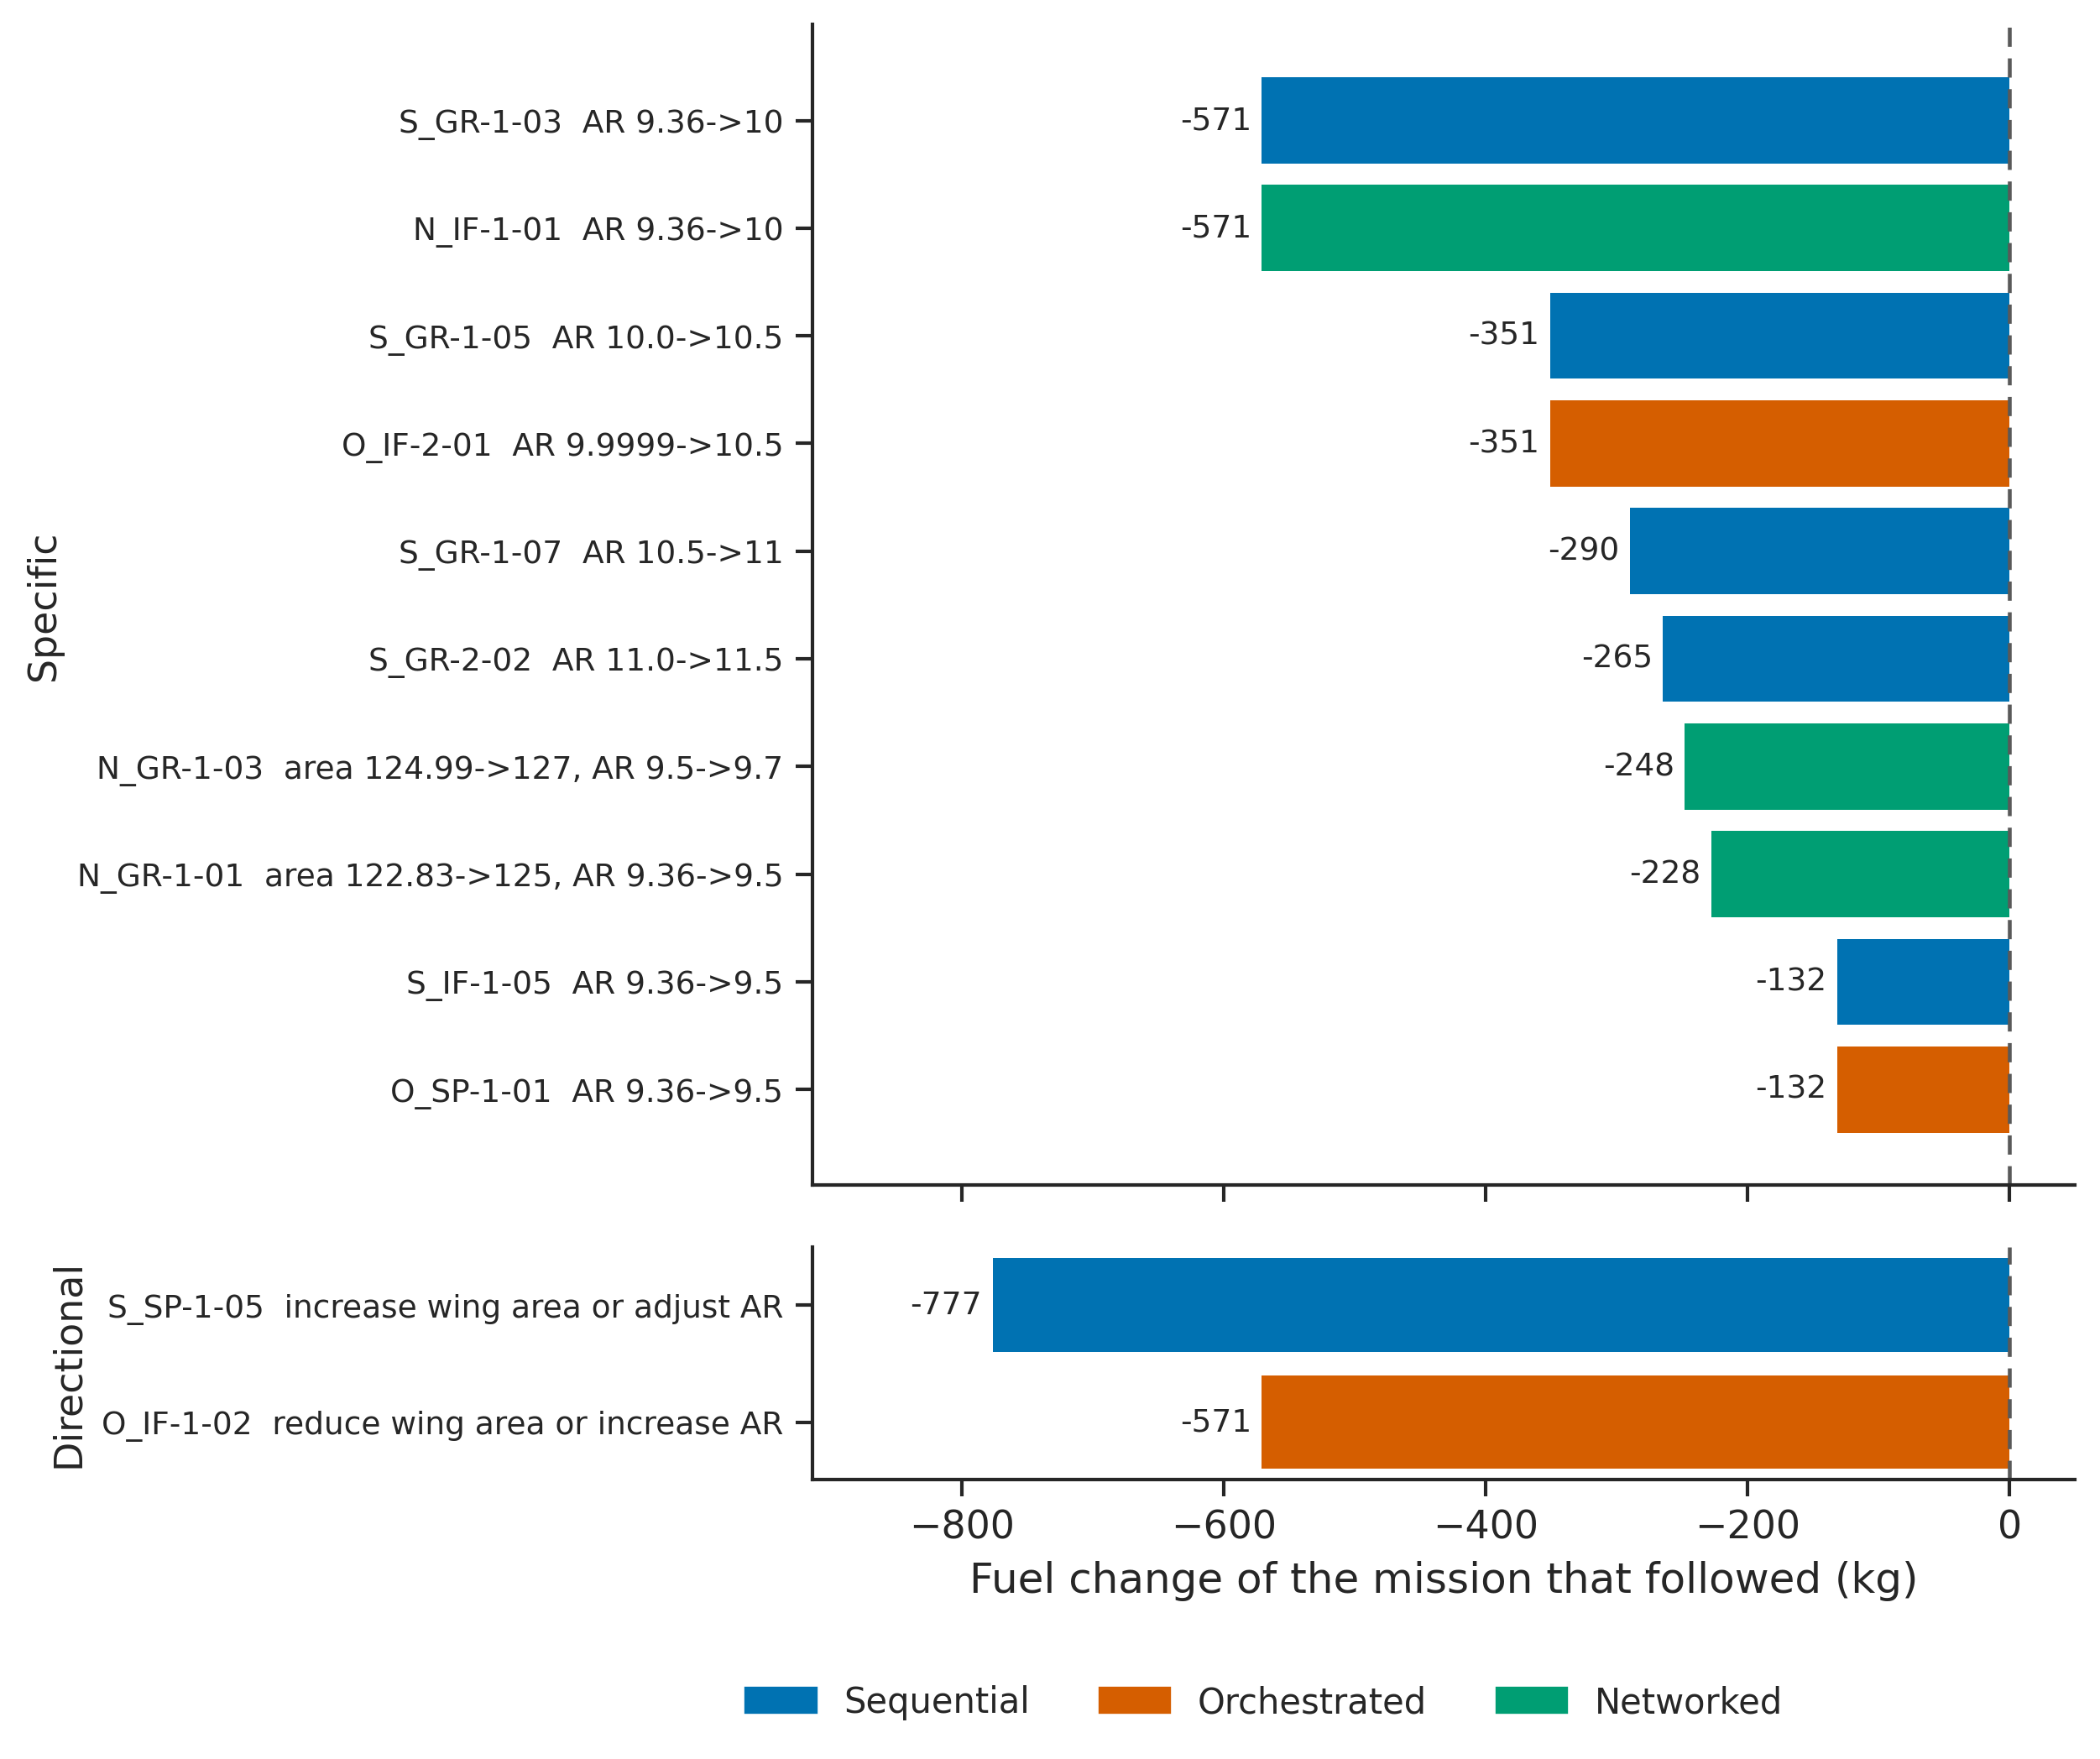 Specific
S_GR-1-03  AR 9.36->10
-571
N_IF-1-01  AR 9.36->10
-571
S_GR-1-05  AR 10.0->10.5
-351
O_IF-2-01  AR 9.9999->10.5
-351
S_GR-1-07  AR 10.5->11
-290
S_GR-2-02  AR 11.0->11.5
-265
N_GR-1-03  area 124.99->127, AR 9.5->9.7
-248
N_GR-1-01  area 122.83->125, AR 9.36->9.5
-228
S_IF-1-05  AR 9.36->9.5
-132
O_SP-1-01  AR 9.36->9.5
-132
Directional
S_SP-1-05  increase wing area or adjust AR
-777
O_IF-1-02  reduce wing area or increase AR
-571
−800 −600 −400 −200 0
Fuel change of the mission that followed (kg)
Sequential Orchestrated Networked